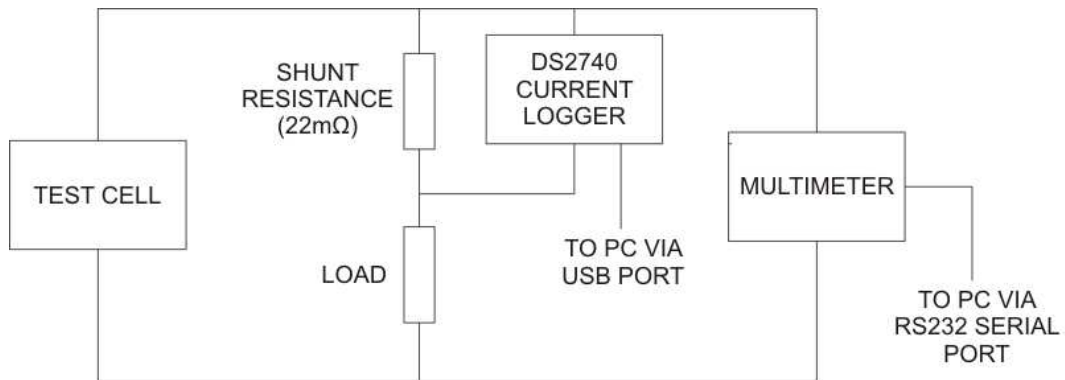 SHUNT
RESISTANCE
(22mΩ)
DS2740
CURRENT
LOGGER
TEST CELL
MULTIMETER
LOAD
TO PC VIA
USB PORT
TO PC VIA
RS232 SERIAL
PORT